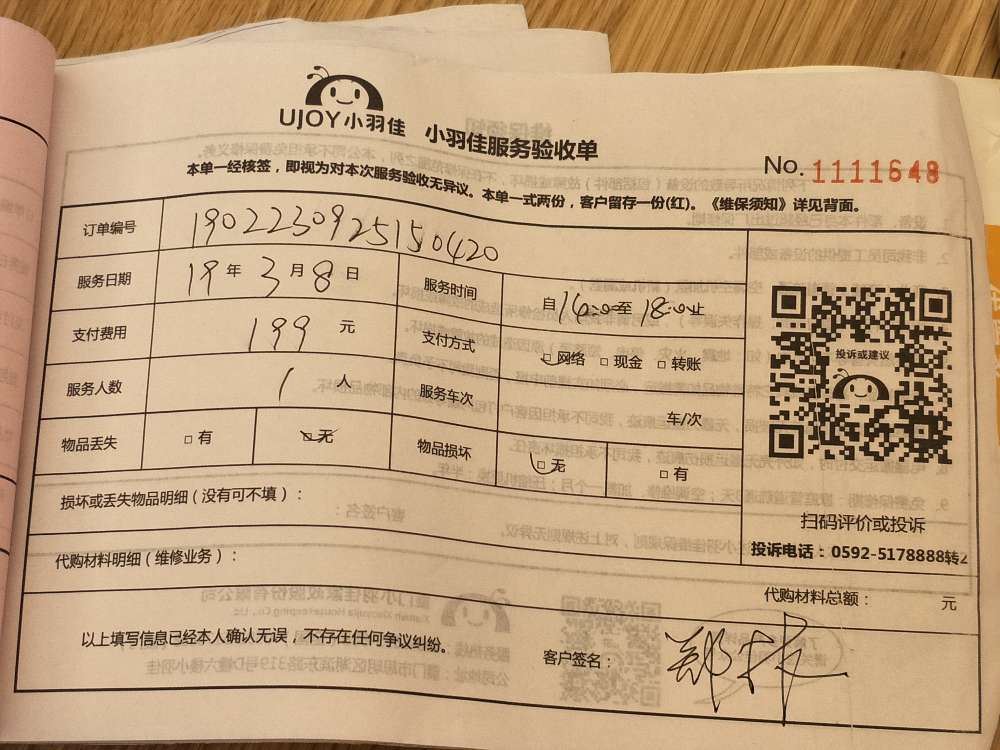 UJOY小羽佳 小羽佳服务验收单
No. 1111648
本单一经核签，即视为对本次服务验收无异议。本单一式两份，客户留存一份(红)。《维保须知》详见背面。
订单编号 1902230925150420
服务日期 19 年 3 月 8 日 服务时间 自 14:00 至 18:00 止
支付费用 199 元 支付方式 □网络 □现金 □转账
服务人数 1 人 服务车次 车/次
物品丢失 □有 □无 物品损坏 □无 □有
投诉或建议
扫码评价或投诉
投诉电话：0592-5178888转2
损坏或丢失物品明细（没有可不填）：
代购材料明细（维修业务）：
代购材料总额： 元
以上填写信息已经本人确认无误，不存在任何争议纠纷。
客户签名： 郑